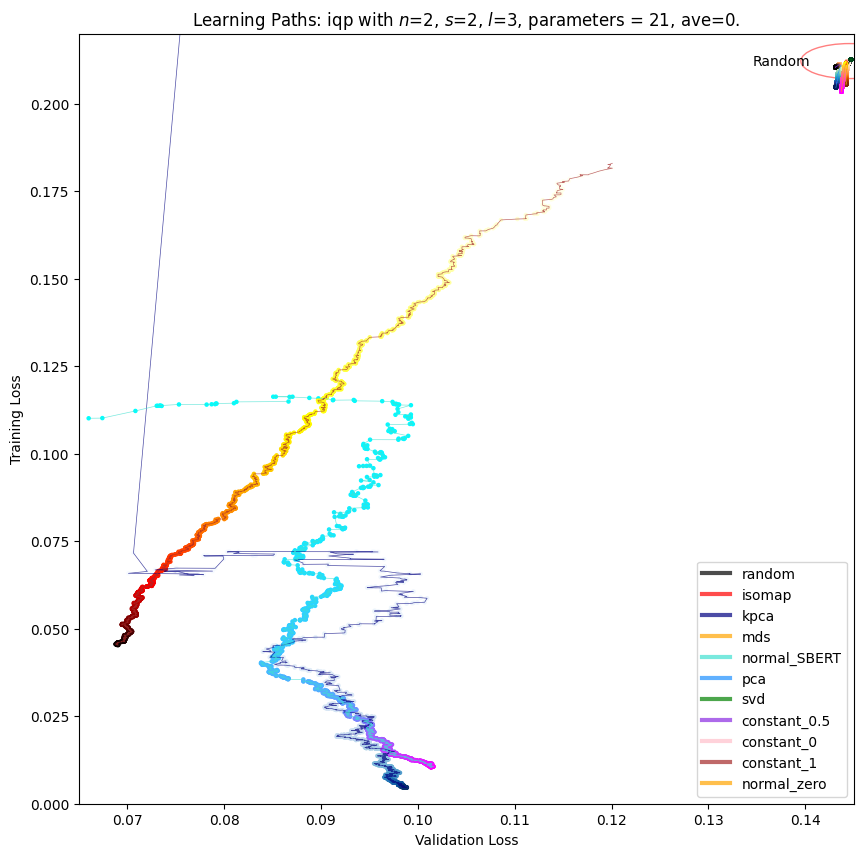 Learning Paths: iqp with n=2, s=2, l=3, parameters = 21, ave=0.
Random
Training Loss
0.200
0.175
0.150
0.125
0.100
0.075
0.050
0.025
0.000
0.07 0.08 0.09 0.10 0.11 0.12 0.13 0.14
Validation Loss
random
isomap
kpca
mds
normal_SBERT
pca
svd
constant_0.5
constant_0
constant_1
normal_zero